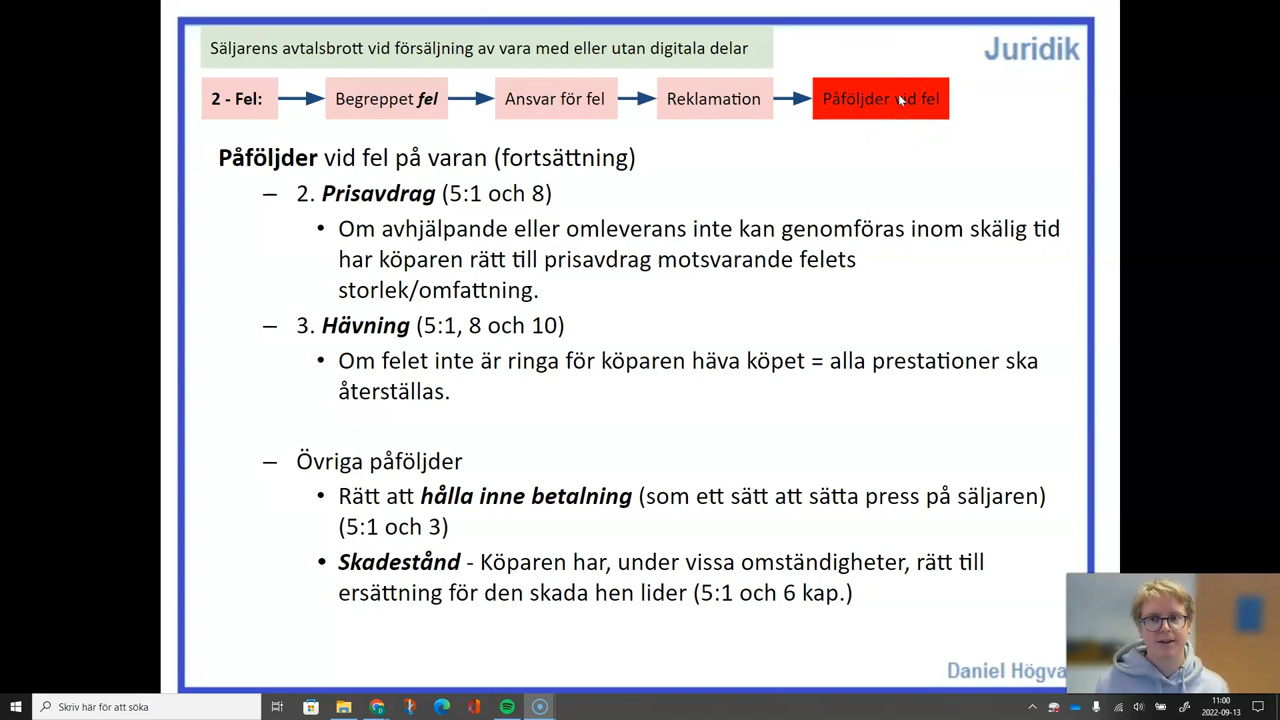 Säljarens avtalsbrott vid försäljning av vara med eller utan digitala delar
Juridik
2 - Fel:
Begreppet fel
Ansvar för fel
Reklamation
Påföljder vid fel
Påföljder vid fel på varan (fortsättning)
– 2. Prisavdrag (5:1 och 8)
• Om avhjälpande eller omleverans inte kan genomföras inom skälig tid
har köparen rätt till prisavdrag motsvarande felets
storlek/omfattning.
– 3. Hävning (5:1, 8 och 10)
• Om felet inte är ringa för köparen häva köpet = alla prestationer ska
återställas.
– Övriga påföljder
• Rätt att hålla inne betalning (som ett sätt att sätta press på säljaren)
(5:1 och 3)
• Skadestånd - Köparen har, under vissa omständigheter, rätt till
ersättning för den skada hen lider (5:1 och 6 kap.)
Daniel Högva
Skriv här för att söka
11:00
2022-09-13